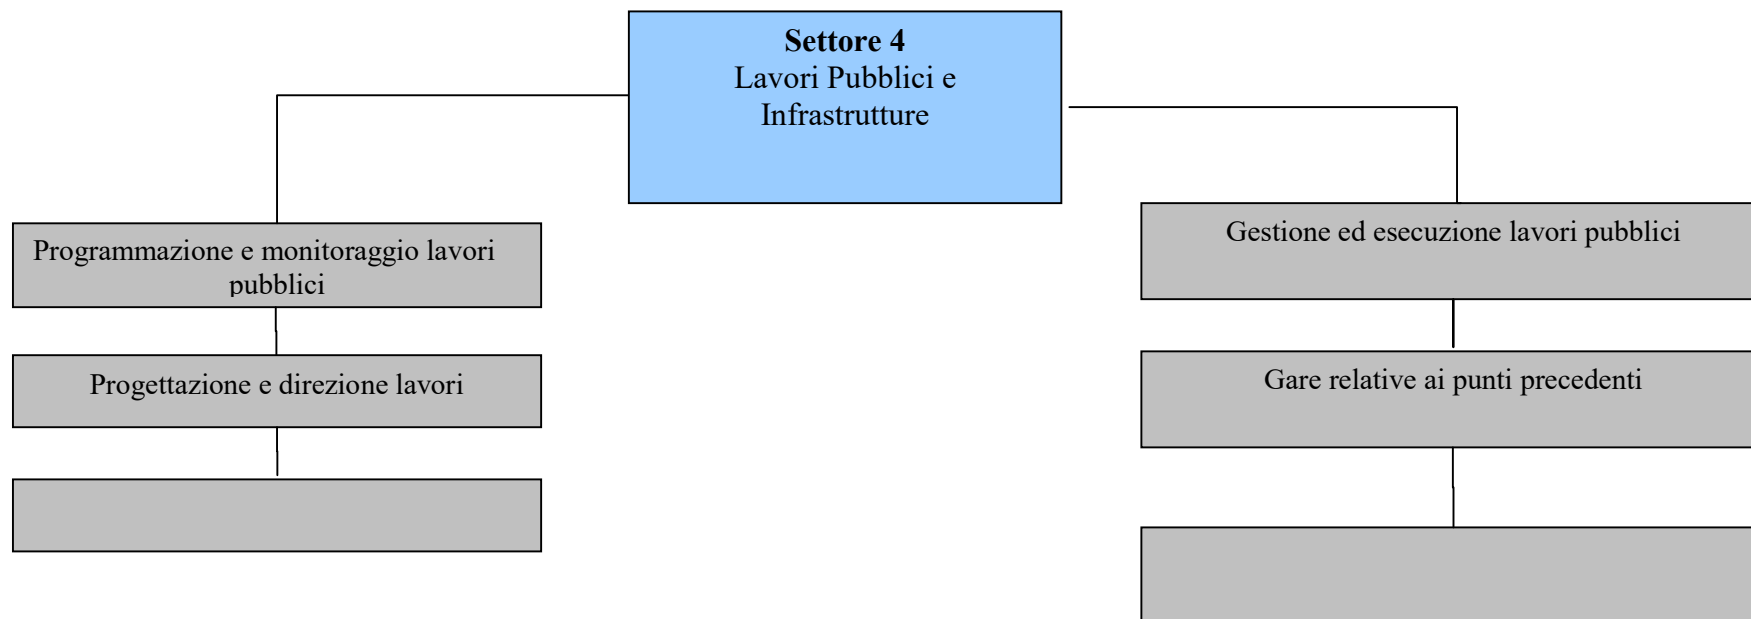 Settore 4
Lavori Pubblici e
Infrastrutture
Programmazione e monitoraggio lavori
pubblici
Progettazione e direzione lavori
Gestione ed esecuzione lavori pubblici
Gare relative ai punti precedenti